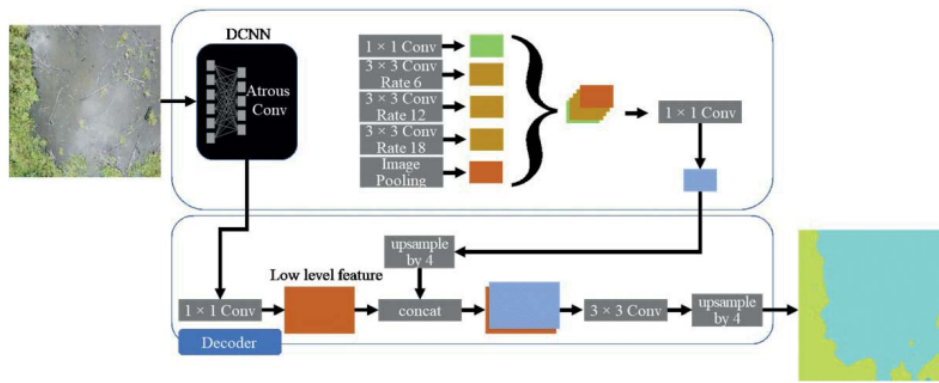 DCNN
Atrous
Conv
1 × 1 Conv
3 × 3 Conv
Rate 6
3 × 3 Conv
Rate 12
3 × 3 Conv
Rate 18
Image
Pooling
1 × 1 Conv
upsample
by 4
Low level feature
1 × 1 Conv
concat
3 × 3 Conv
upsample
by 4
Decoder